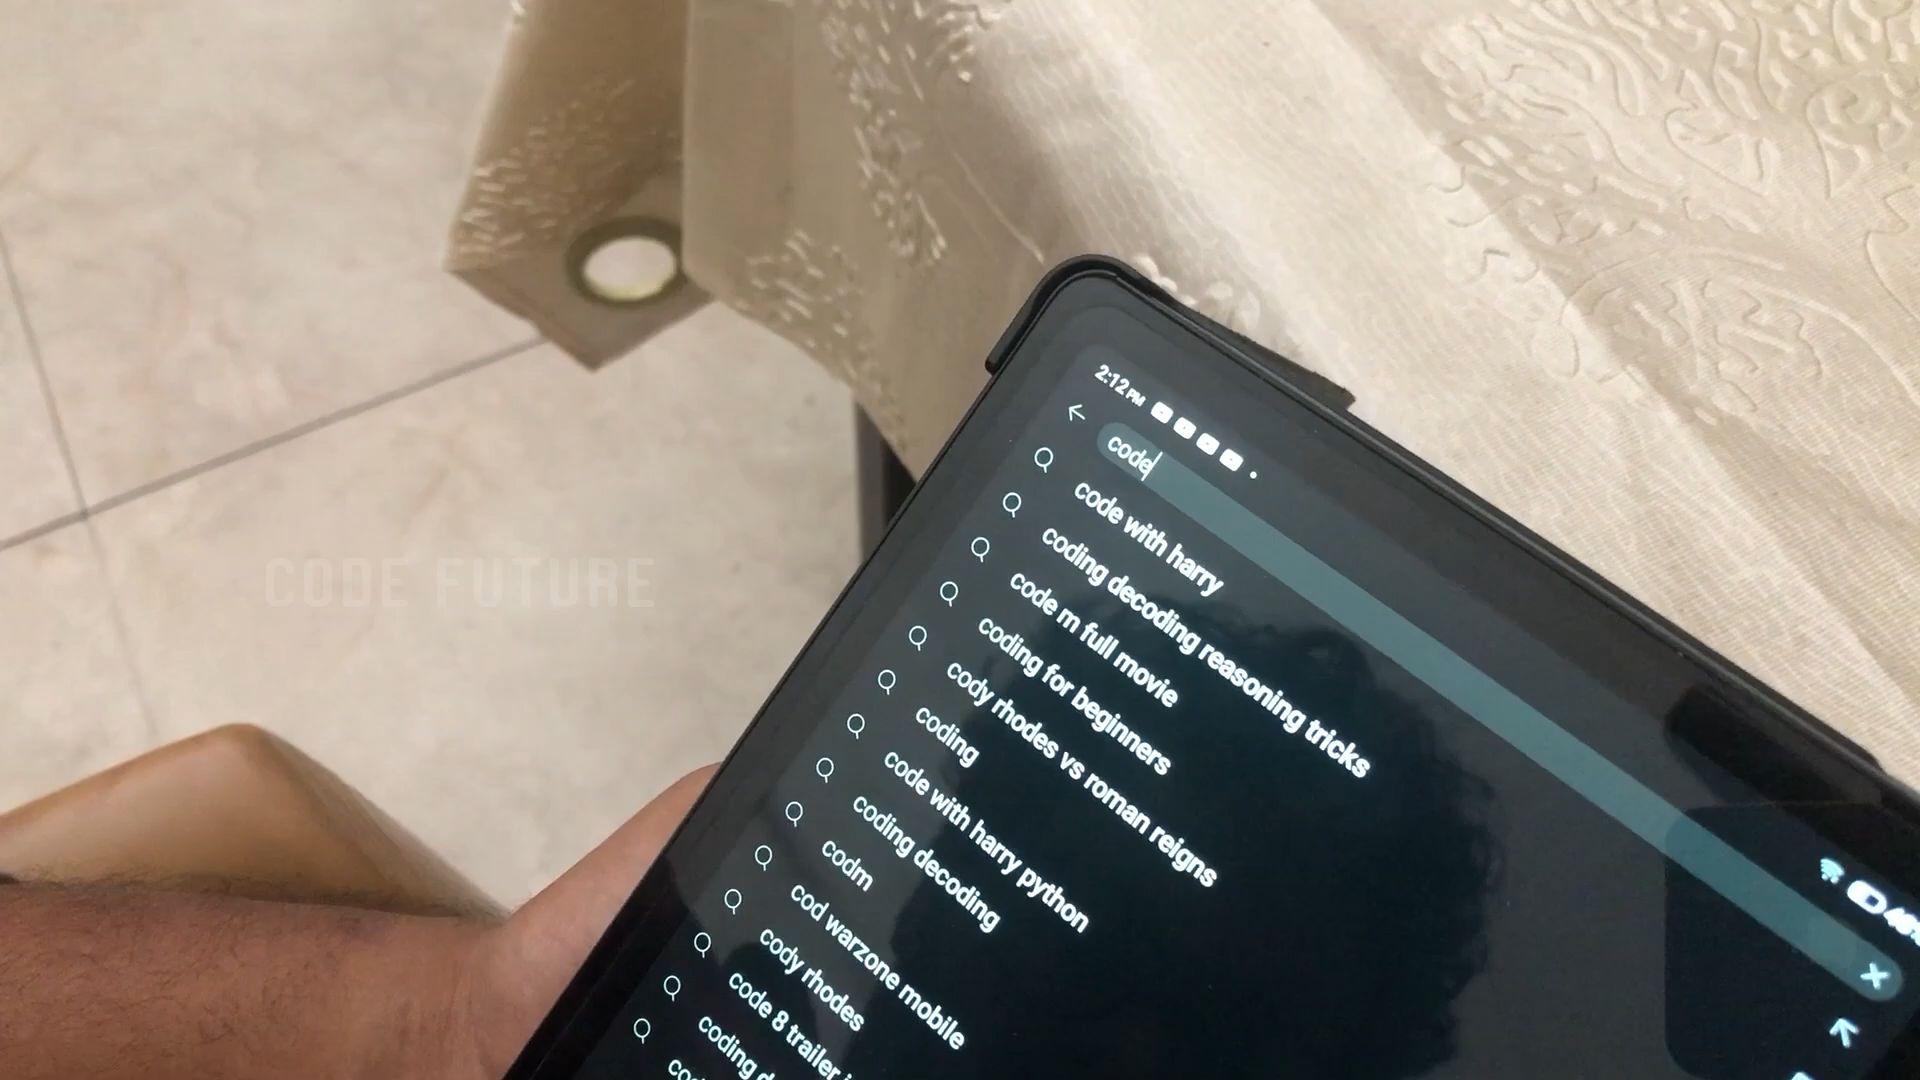 2:12 PM
code
code with harry
coding decoding reasoning tricks
code m full movie
coding for beginners
cody rhodes vs roman reigns
coding
code with harry python
coding decoding
codm
cod warzone mobile
cody rhodes
code 8 trailer
coding
CODE FUTURE